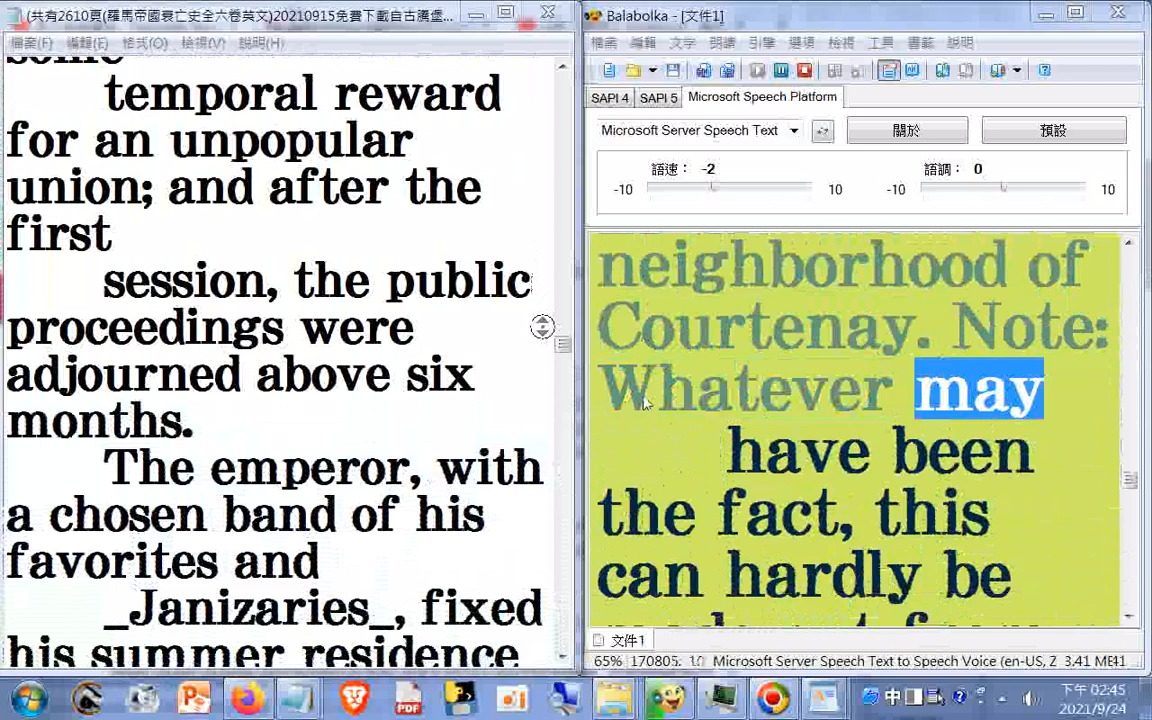 (共有2610頁(羅馬帝國衰亡史全六卷英文)20210915免費下載自古騰堡...
檔案(F) 編輯(E) 格式(O) 檢視(V) 說明(H)
some
temporal reward
for an unpopular
union; and after the
first
session, the public
proceedings were
adjourned above six
months.
The emperor, with
a chosen band of his
favorites and
_Janizaries_, fixed
his summer residence
Balabolka - [文件1]
檔案 編輯 文字 朗讀 引擎 選項 檢視 工具 書籤 說明
SAPI 4 SAPI 5 Microsoft Speech Platform
Microsoft Server Speech Text 關於 預設
語速: -2 語調: 0
-10 10 -10 10
neighborhood of
Courtenay. Note:
Whatever may
have been
the fact, this
can hardly be
文件1
65% 170805. Microsoft Server Speech Text to Speech Voice (en-US, Z 3.41 ME41
中
下午 02:45
2021/9/24